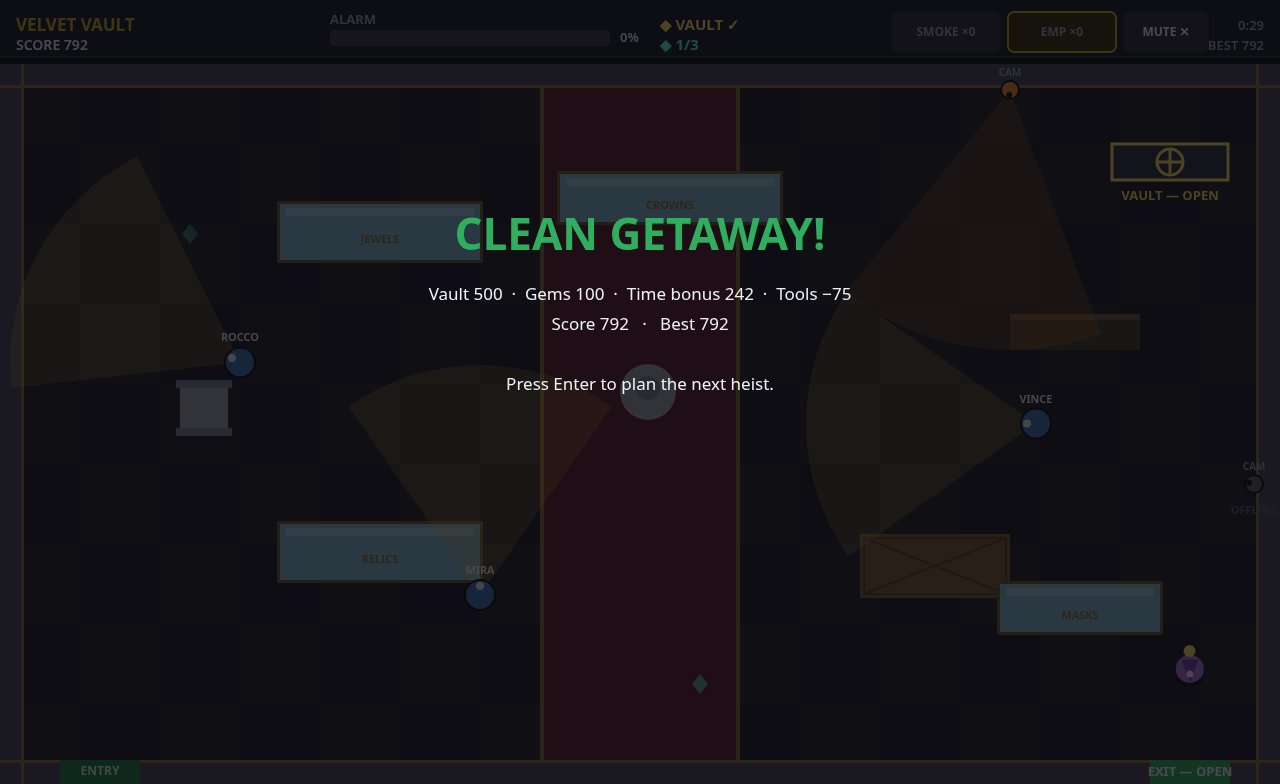 VELVET VAULT
SCORE 792
ALARM
0%
◆ VAULT ✓
◆ 1/3
SMOKE ×0
EMP ×0
MUTE ✕
0:29
BEST 792
CAM
VAULT — OPEN
CROWNS
JEWELS
CLEAN GETAWAY!
Vault 500 · Gems 100 · Time bonus 242 · Tools −75
Score 792 · Best 792
ROCCO
Press Enter to plan the next heist.
VINCE
CAM
OFFLINE
RELICS
MIRA
MASKS
ENTRY
EXIT — OPEN